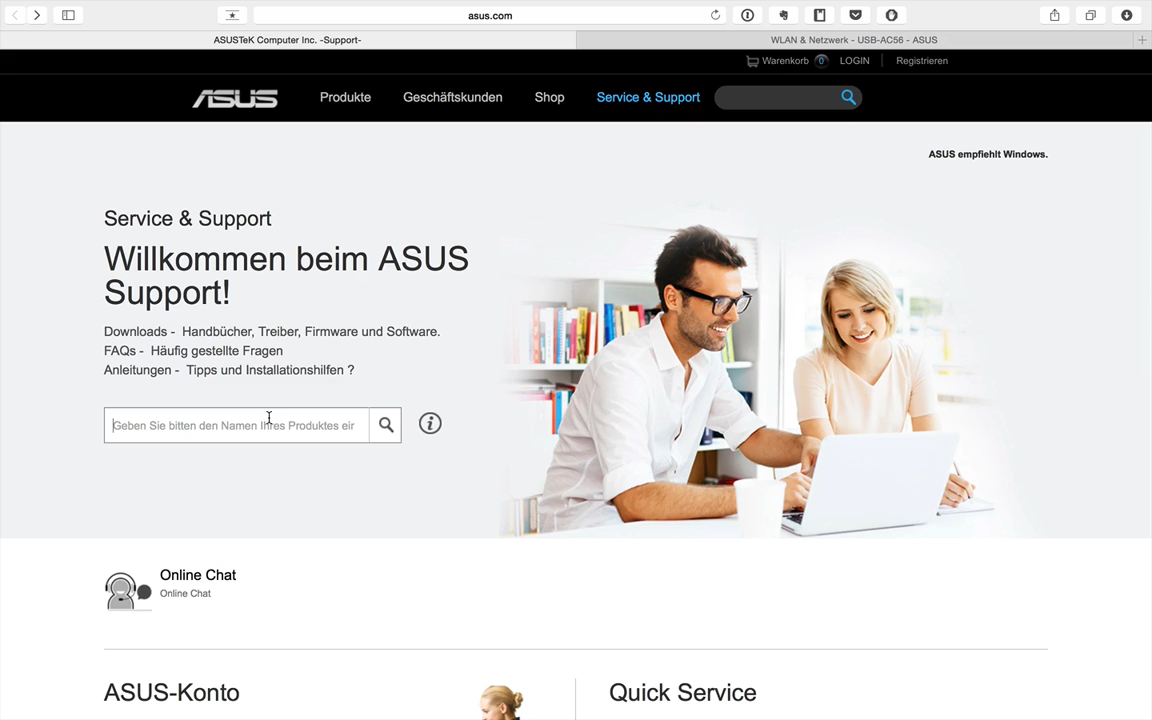 asus.com
ASUSTeK Computer Inc. -Support-
WLAN & Netzwerk - USB-AC56 - ASUS
Warenkorb 0 LOGIN Registrieren
ASUS Produkte Geschäftskunden Shop Service & Support
ASUS empfiehlt Windows.
Service & Support
Willkommen beim ASUS
Support!
Downloads - Handbücher, Treiber, Firmware und Software.
FAQs - Häufig gestellte Fragen
Anleitungen - Tipps und Installationshilfen ?
Geben Sie bitten den Namen Ihres Produktes eir
Online Chat
Online Chat
ASUS-Konto
Quick Service